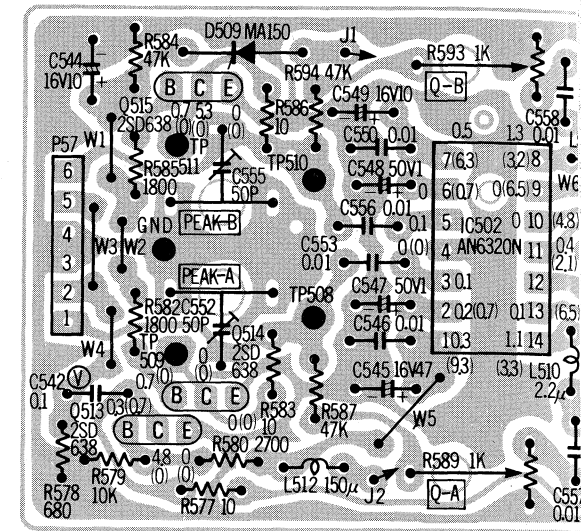 D509 MA150
J1
R584
47K
C544
16V10
R593 1K
Q-B
R594 47K
C549 16V10
B C E
Q515
2SD638
0.7 5.3 0
(0) (0) (0)
R586
10
TP
511
TP510
C550 0.01
C558
0.01
0.5 1.3
P57
W1
R585
1800
C555
50P
C548 50V1
7(6.3) (3.2)8
6
5
4
3
2
1
0 6(0.7) 0(6.5)9
W6
PEAK-B
C556 0.01
0.1 5 IC502 0 10 (4.8)
AN6320N
GND
W3 W2
C553
0.01
0(0) 4 11 0.4
(2.1)
PEAK-A
3 0.1 12
C547 50V1
TP508
2 0.2(0.7) 0.1 13 (6.5)
R582
1800
C552
50P
Q514
2SD
638
C546 0.01
1 0.3 1.1 14
(9.3) (3.3)
W4
TP
509
0
(0)
C545 16V47
L510
2.2μ
C542
0.1
V
0.7
(0)
0.3(0.7)
B C E
0(0)
Q513
2SD
638
B C E
R583
10
R587
47K
W5
R580 2700
4.8 0
(0) (0)
R579
10K
R578
680
R577 10
L512 150μ
J2
R589 1K
Q-A
0.01